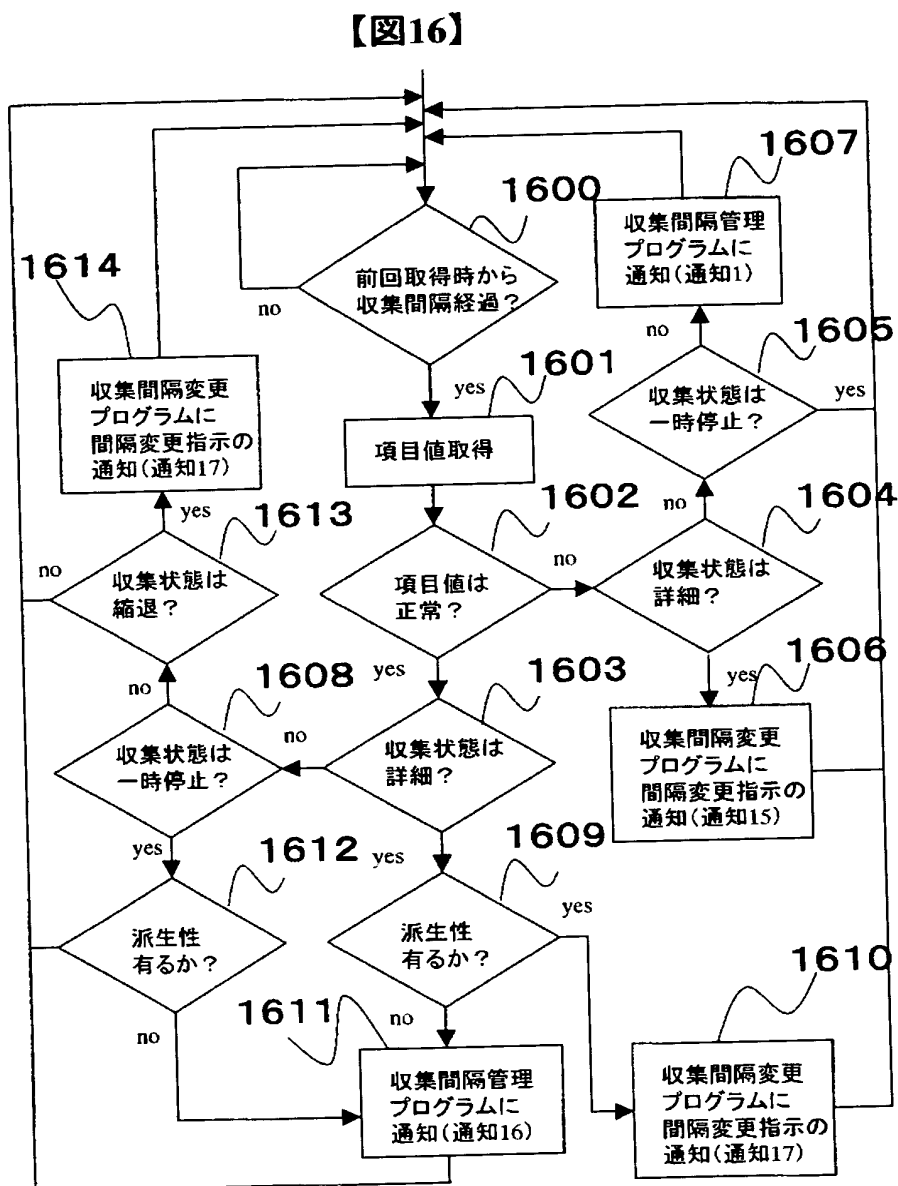 【図16】
1600
前回取得時から
収集間隔経過？
no
yes
1601
項目値取得
1602
項目値は
正常？
no
yes
1603
収集状態は
詳細？
no
yes
1604
収集状態は
詳細？
no
yes
1605
収集状態は
一時停止？
no
yes
1606
収集間隔変更
プログラムに
間隔変更指示の
通知(通知15)
1607
収集間隔管理
プログラムに
通知(通知1)
1608
収集状態は
一時停止？
no
yes
1609
派生性
有るか？
yes
no
1610
収集間隔変更
プログラムに
間隔変更指示の
通知(通知17)
1611
収集間隔管理
プログラムに
通知(通知16)
1612
派生性
有るか？
no
1613
収集状態は
縮退？
no
yes
1614
収集間隔変更
プログラムに
間隔変更指示の
通知(通知17)